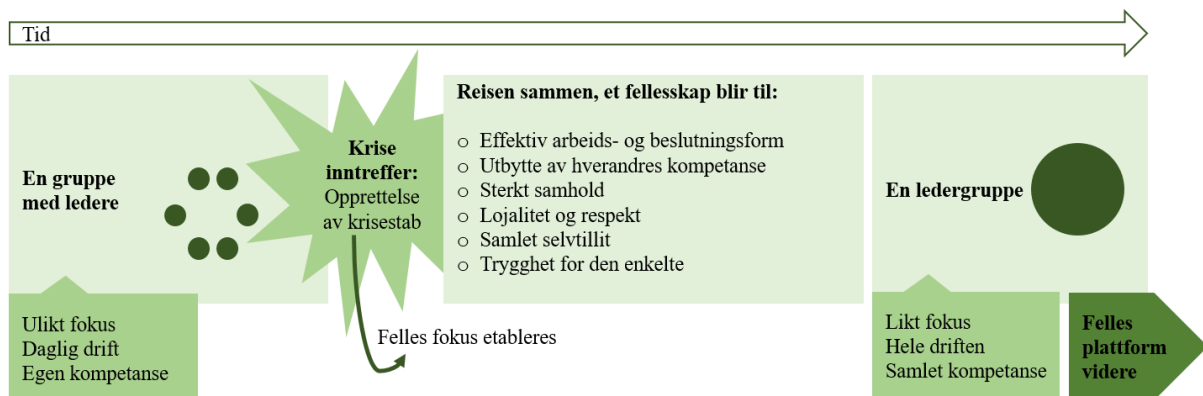 Tid
En gruppe
med ledere
Ulikt fokus
Daglig drift
Egen kompetanse
Krise
inntreffer:
Opprettelse
av krisestab
Felles fokus etableres
Reisen sammen, et fellesskap blir til:
o Effektiv arbeids- og beslutningsform
o Utbytte av hverandres kompetanse
o Sterkt samhold
o Lojalitet og respekt
o Samlet selvtillit
o Trygghet for den enkelte
En ledergruppe
Likt fokus
Hele driften
Samlet kompetanse
Felles
plattform
videre